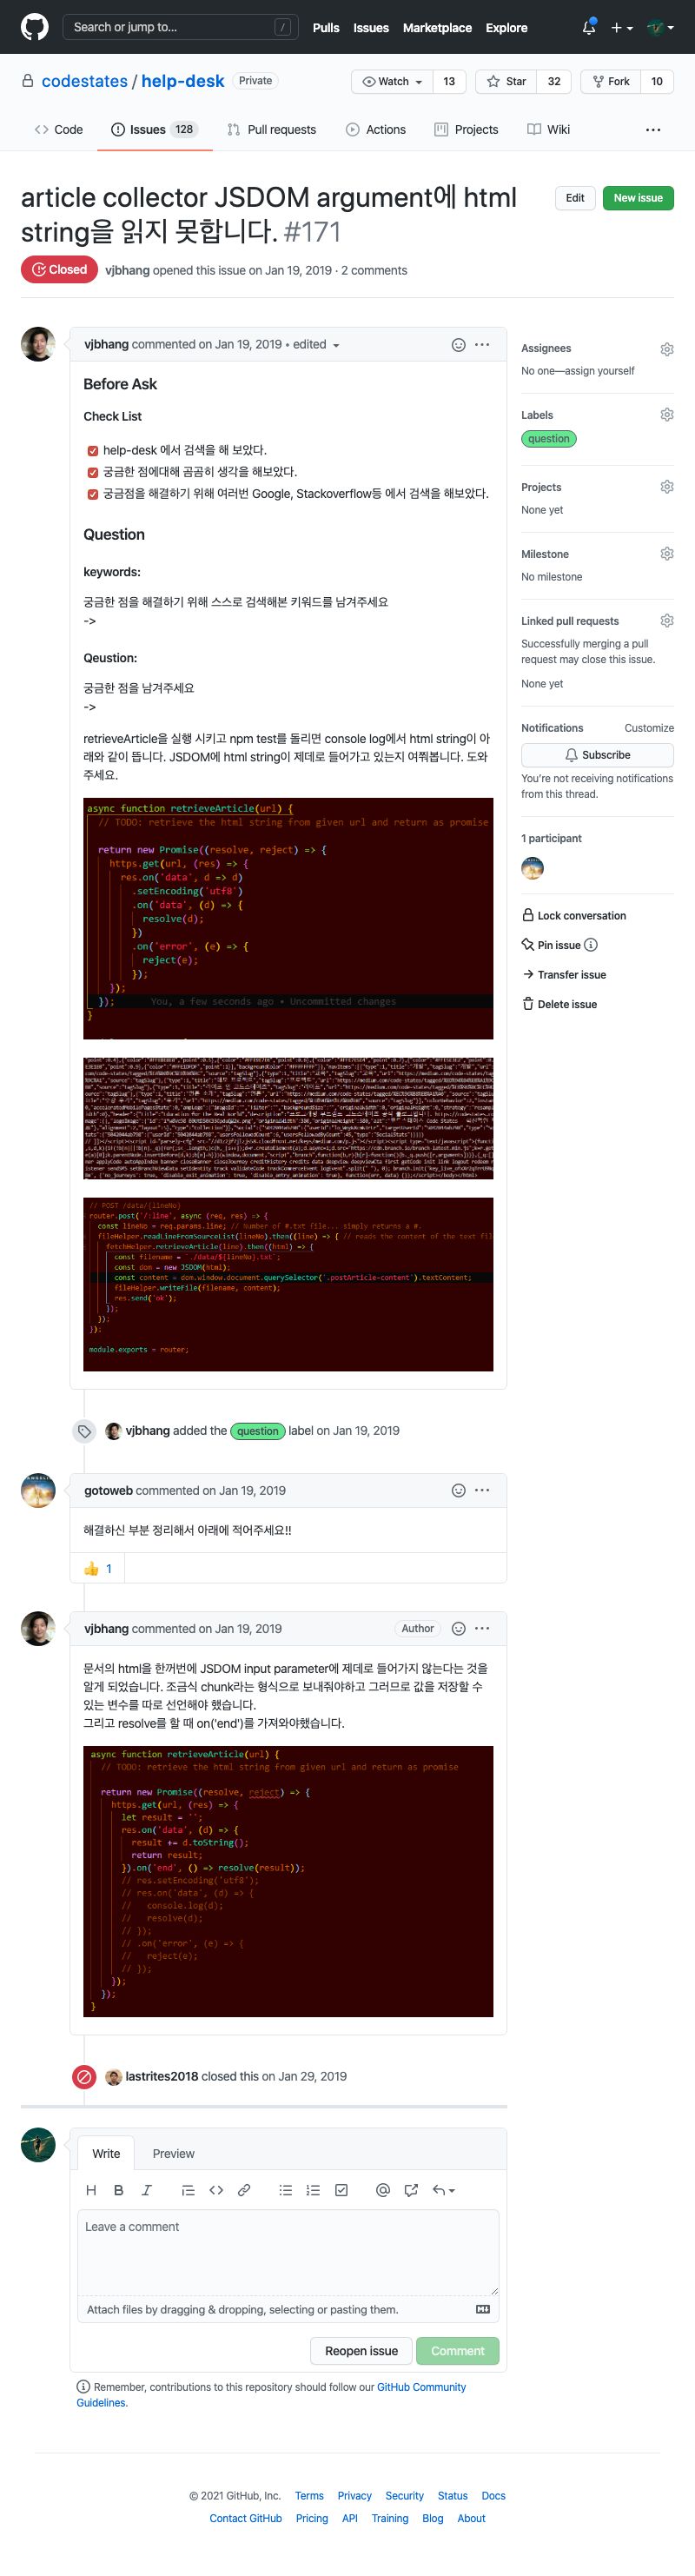 Search or jump to...
/
Pulls Issues Marketplace Explore
codestates / help-desk Private
Watch 13 Star 32 Fork 10
Code Issues 128 Pull requests Actions Projects Wiki
article collector JSDOM argument에 html
string을 읽지 못합니다. #171
Edit New issue
Closed vjbhang opened this issue on Jan 19, 2019 · 2 comments
vjbhang commented on Jan 19, 2019 • edited
Before Ask
Check List
help-desk 에서 검색을 해 보았다.
궁금한 점에대해 곰곰히 생각을 해보았다.
궁금점을 해결하기 위해 여러번 Google, Stackoverflow등 에서 검색을 해보았다.
Question
keywords:
궁금한 점을 해결하기 위해 스스로 검색해본 키워드를 남겨주세요
->
Qeustion:
궁금한 점을 남겨주세요
->
retrieveArticle을 실행 시키고 npm test를 돌리면 console log에서 html string이 아
래와 같이 뜹니다. JSDOM에 html string이 제데로 들어가고 있는지 여쭤봅니다. 도와
주세요.
async function retrieveArticle(url) {
// TODO: retrieve the html string from given url and return as promise
return new Promise((resolve, reject) => {
https.get(url, (res) => {
res.on('data', d => d)
.setEncoding('utf8')
.on('data', (d) => {
resolve(d);
})
.on('error', (e) => {
reject(e);
});
});
}); You, a few seconds ago • Uncommitted changes
}
// POST /data/{lineNo}
router.post('/:line', async (req, res) => {
const lineNo = req.params.line; // Number of #.txt file... simply returns a #.
fileHelper.readLineFromSourceList(lineNo).then((line) => { // reads the content of the text fil
fetchHelper.retrieveArticle(line).then((html) => {
const filename = `./data/${lineNo}.txt`;
const dom = new JSDOM(html);
const content = dom.window.document.querySelector('.postArticle-content').textContent;
fileHelper.writeFile(filename, content);
res.send('ok');
});
});
});
module.exports = router;
vjbhang added the question label on Jan 19, 2019
gotoweb commented on Jan 19, 2019
해결하신 부분 정리해서 아래에 적어주세요!!
👍 1
vjbhang commented on Jan 19, 2019 Author
문서의 html을 한꺼번에 JSDOM input parameter에 제데로 들어가지 않는다는 것을
알게 되었습니다. 조금식 chunk라는 형식으로 보내줘야하고 그러므로 값을 저장할 수
있는 변수를 따로 선언해야 했습니다.
그리고 resolve를 할 때 on('end')를 가져와야했습니다.
async function retrieveArticle(url) {
// TODO: retrieve the html string from given url and return as promise
return new Promise((resolve, reject) => {
https.get(url, (res) => {
let result = '';
res.on('data', (d) => {
result += d.toString();
return result;
}).on('end', () => resolve(result));
// res.setEncoding('utf8');
// res.on('data', (d) => {
// console.log(d);
// resolve(d);
// });
// .on('error', (e) => {
// reject(e);
// });
});
});
}
lastrites2018 closed this on Jan 29, 2019
Assignees
No one—assign yourself
Labels
question
Projects
None yet
Milestone
No milestone
Linked pull requests
Successfully merging a pull
request may close this issue.
None yet
Notifications Customize
Subscribe
You're not receiving notifications
from this thread.
1 participant
Lock conversation
Pin issue
Transfer issue
Delete issue
Write Preview
Leave a comment
Attach files by dragging & dropping, selecting or pasting them.
Reopen issue Comment
Remember, contributions to this repository should follow our GitHub Community
Guidelines.
© 2021 GitHub, Inc. Terms Privacy Security Status Docs
Contact GitHub Pricing API Training Blog About